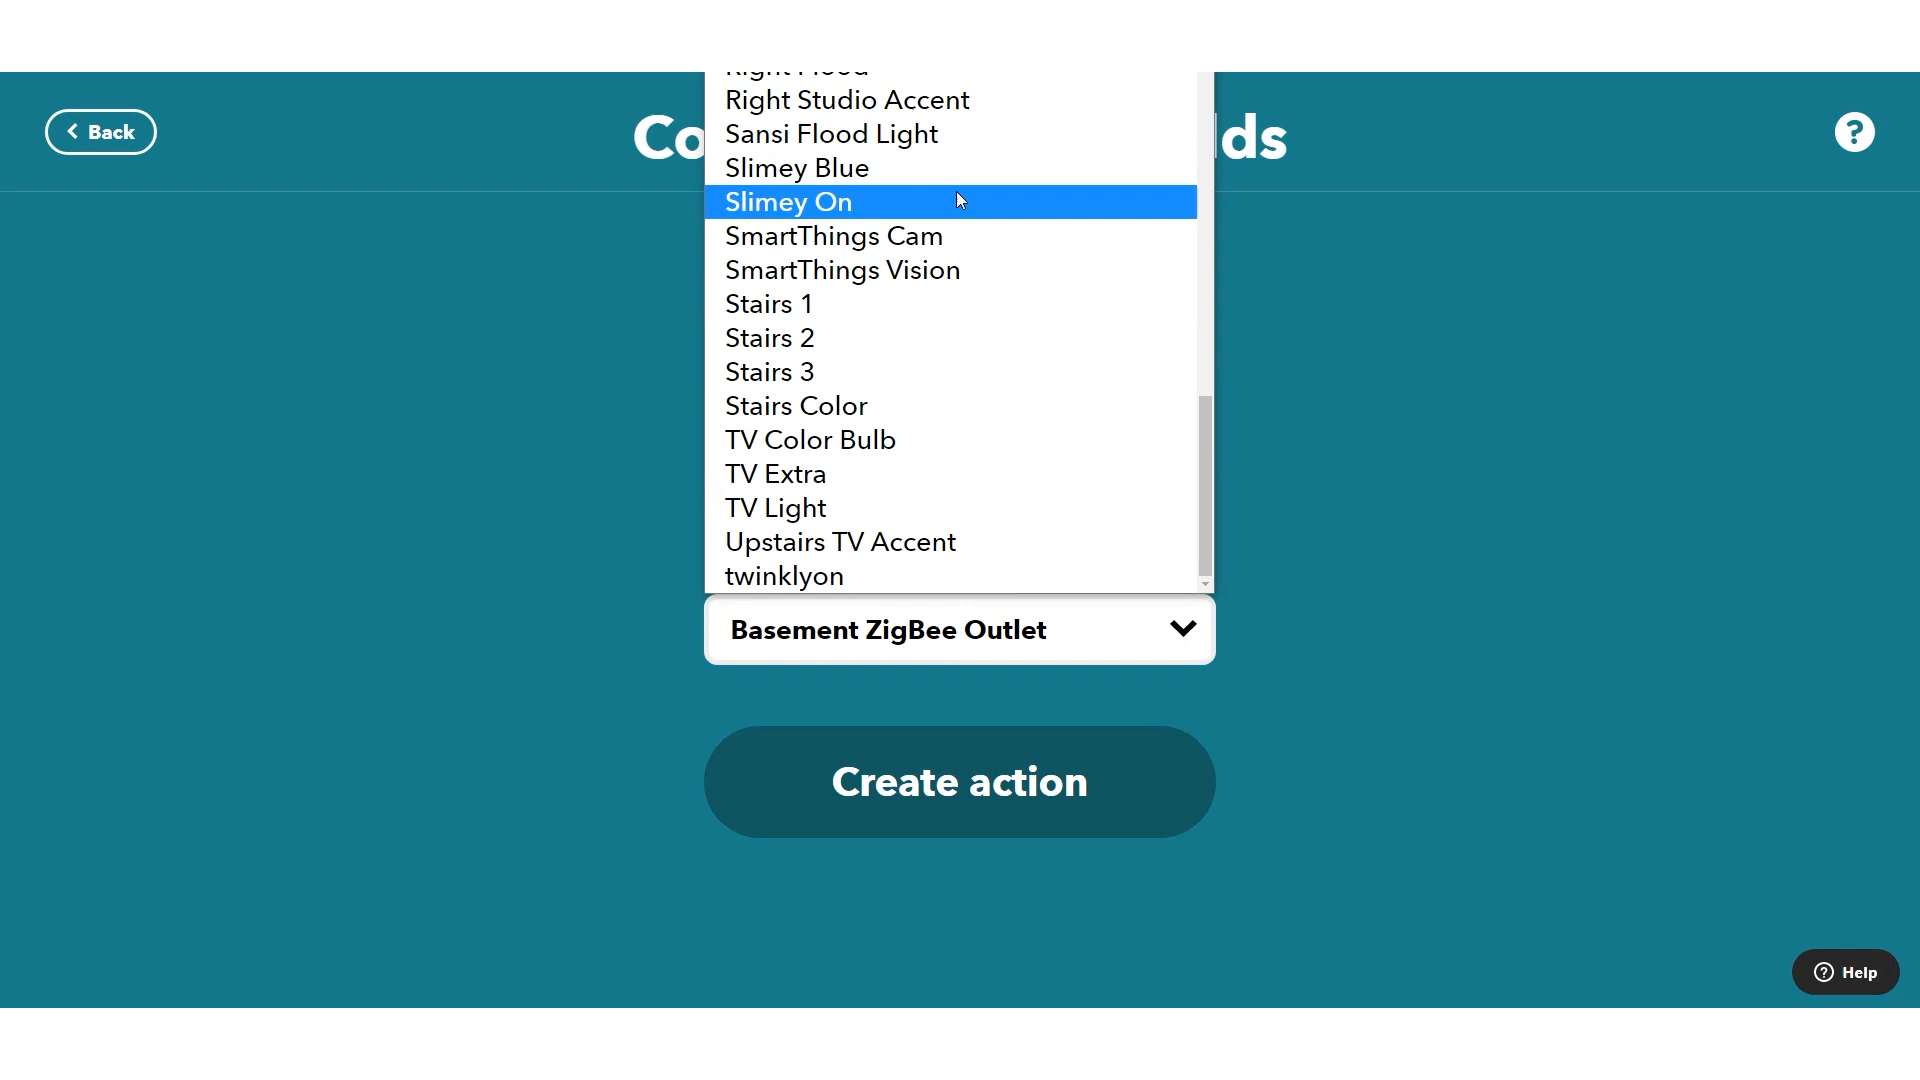 Back
Co
ds
?
Right Flood
Right Studio Accent
Sansi Flood Light
Slimey Blue
Slimey On
SmartThings Cam
SmartThings Vision
Stairs 1
Stairs 2
Stairs 3
Stairs Color
TV Color Bulb
TV Extra
TV Light
Upstairs TV Accent
twinklyon
Basement ZigBee Outlet
Create action
? Help